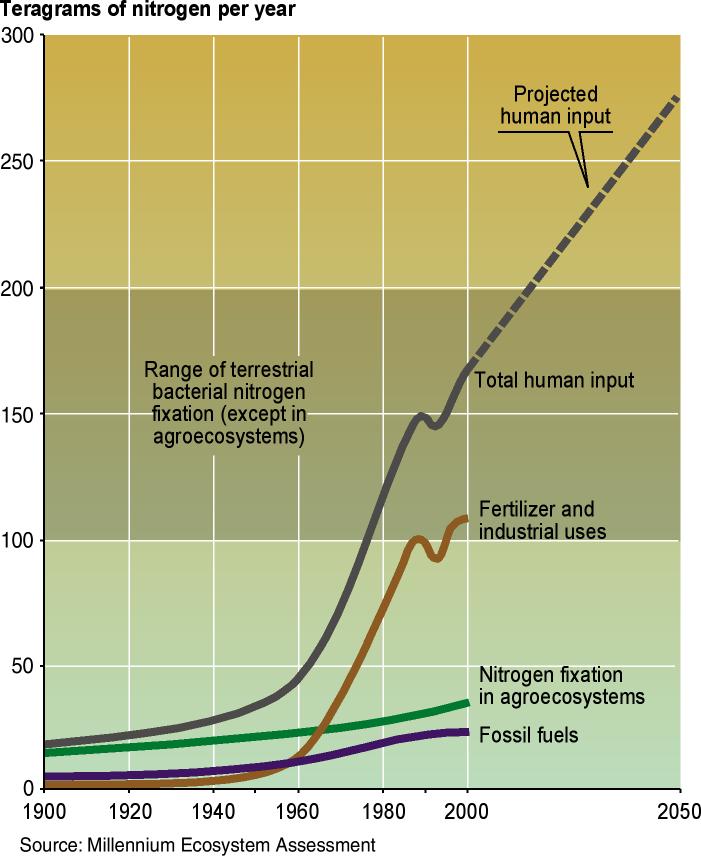 Teragrams of nitrogen per year
300
250
200
150
100
50
0
Projected
human input
Range of terrestrial
bacterial nitrogen
fixation (except in
agroecosystems)
Total human input
Fertilizer and
industrial uses
Nitrogen fixation
in agroecosystems
Fossil fuels
1900 1920 1940 1960 1980 2000 2050
Source: Millennium Ecosystem Assessment